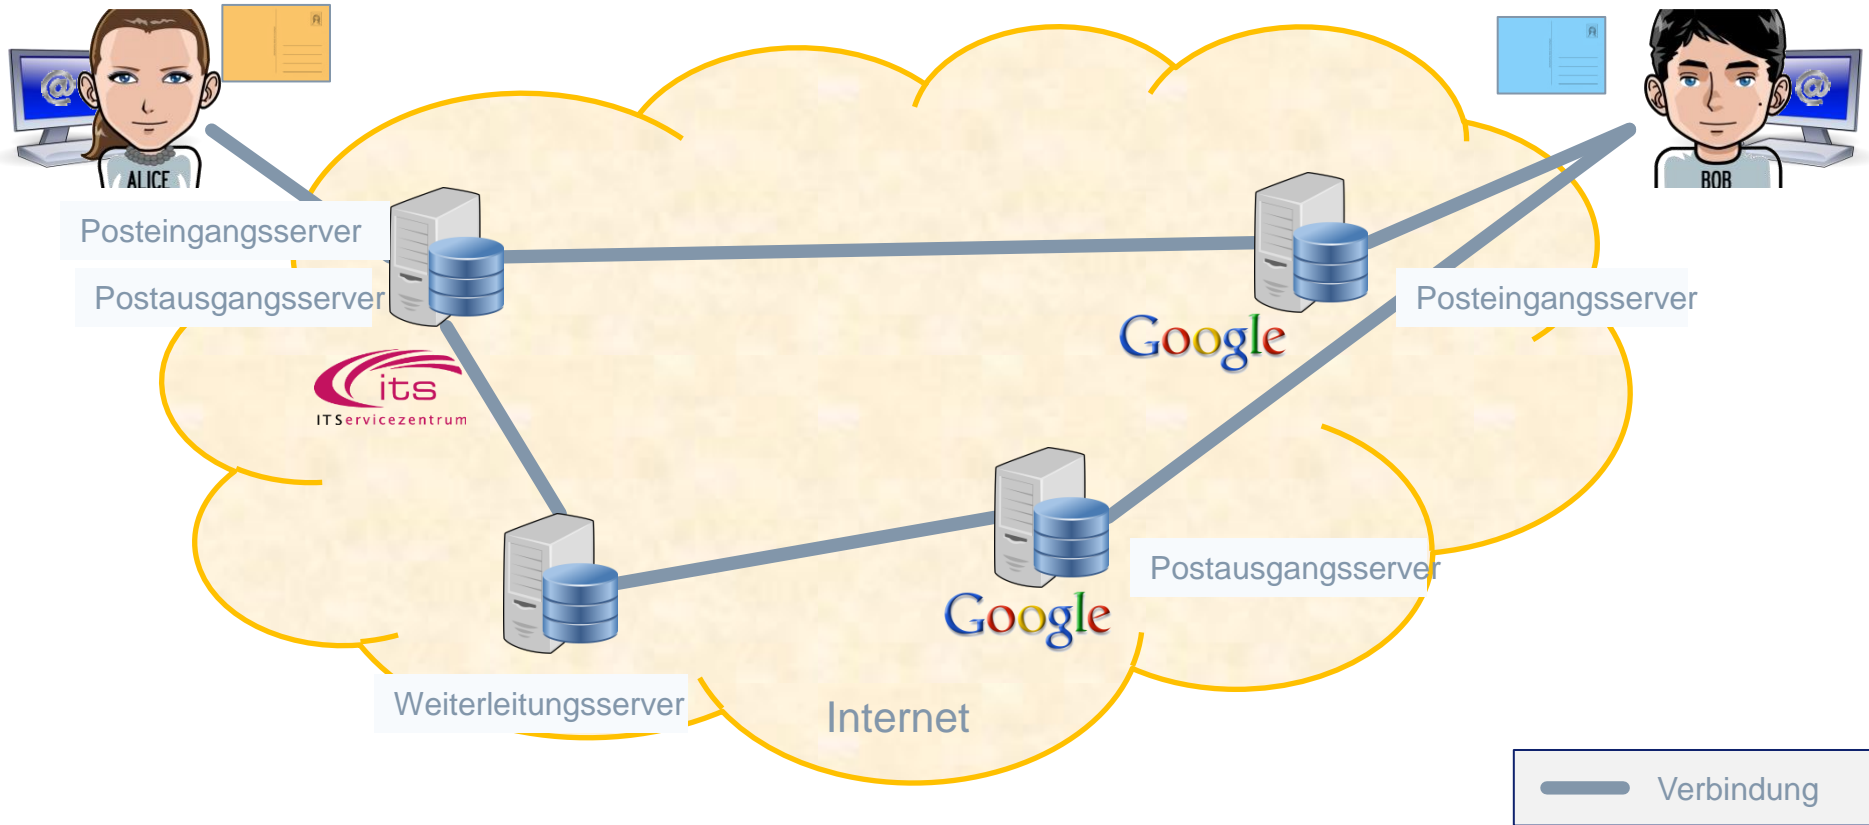 @
ALICE
@
BOB
Posteingangsserver
Postausgangsserver
Posteingangsserver
Google
its
ITServicezentrum
Postausgangsserver
Google
Weiterleitungsserver
Internet
Verbindung